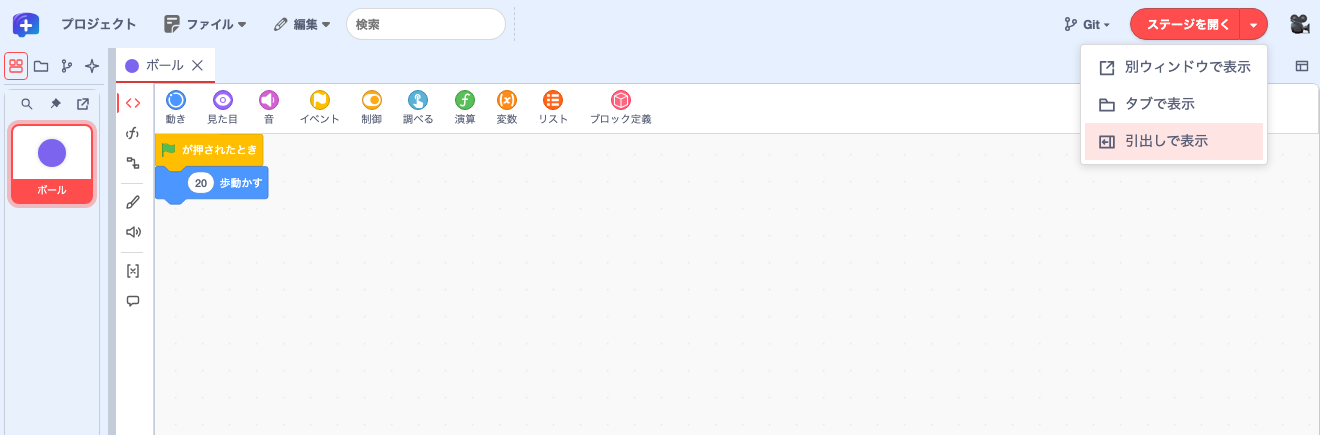 プロジェクト
ファイル
編集
検索
Git
ステージを開く
ボール
別ウィンドウで表示
タブで表示
引出しで表示
動き
見た目
音
イベント
制御
調べる
演算
変数
リスト
ブロック定義
が押されたとき
20 歩動かす
ボール